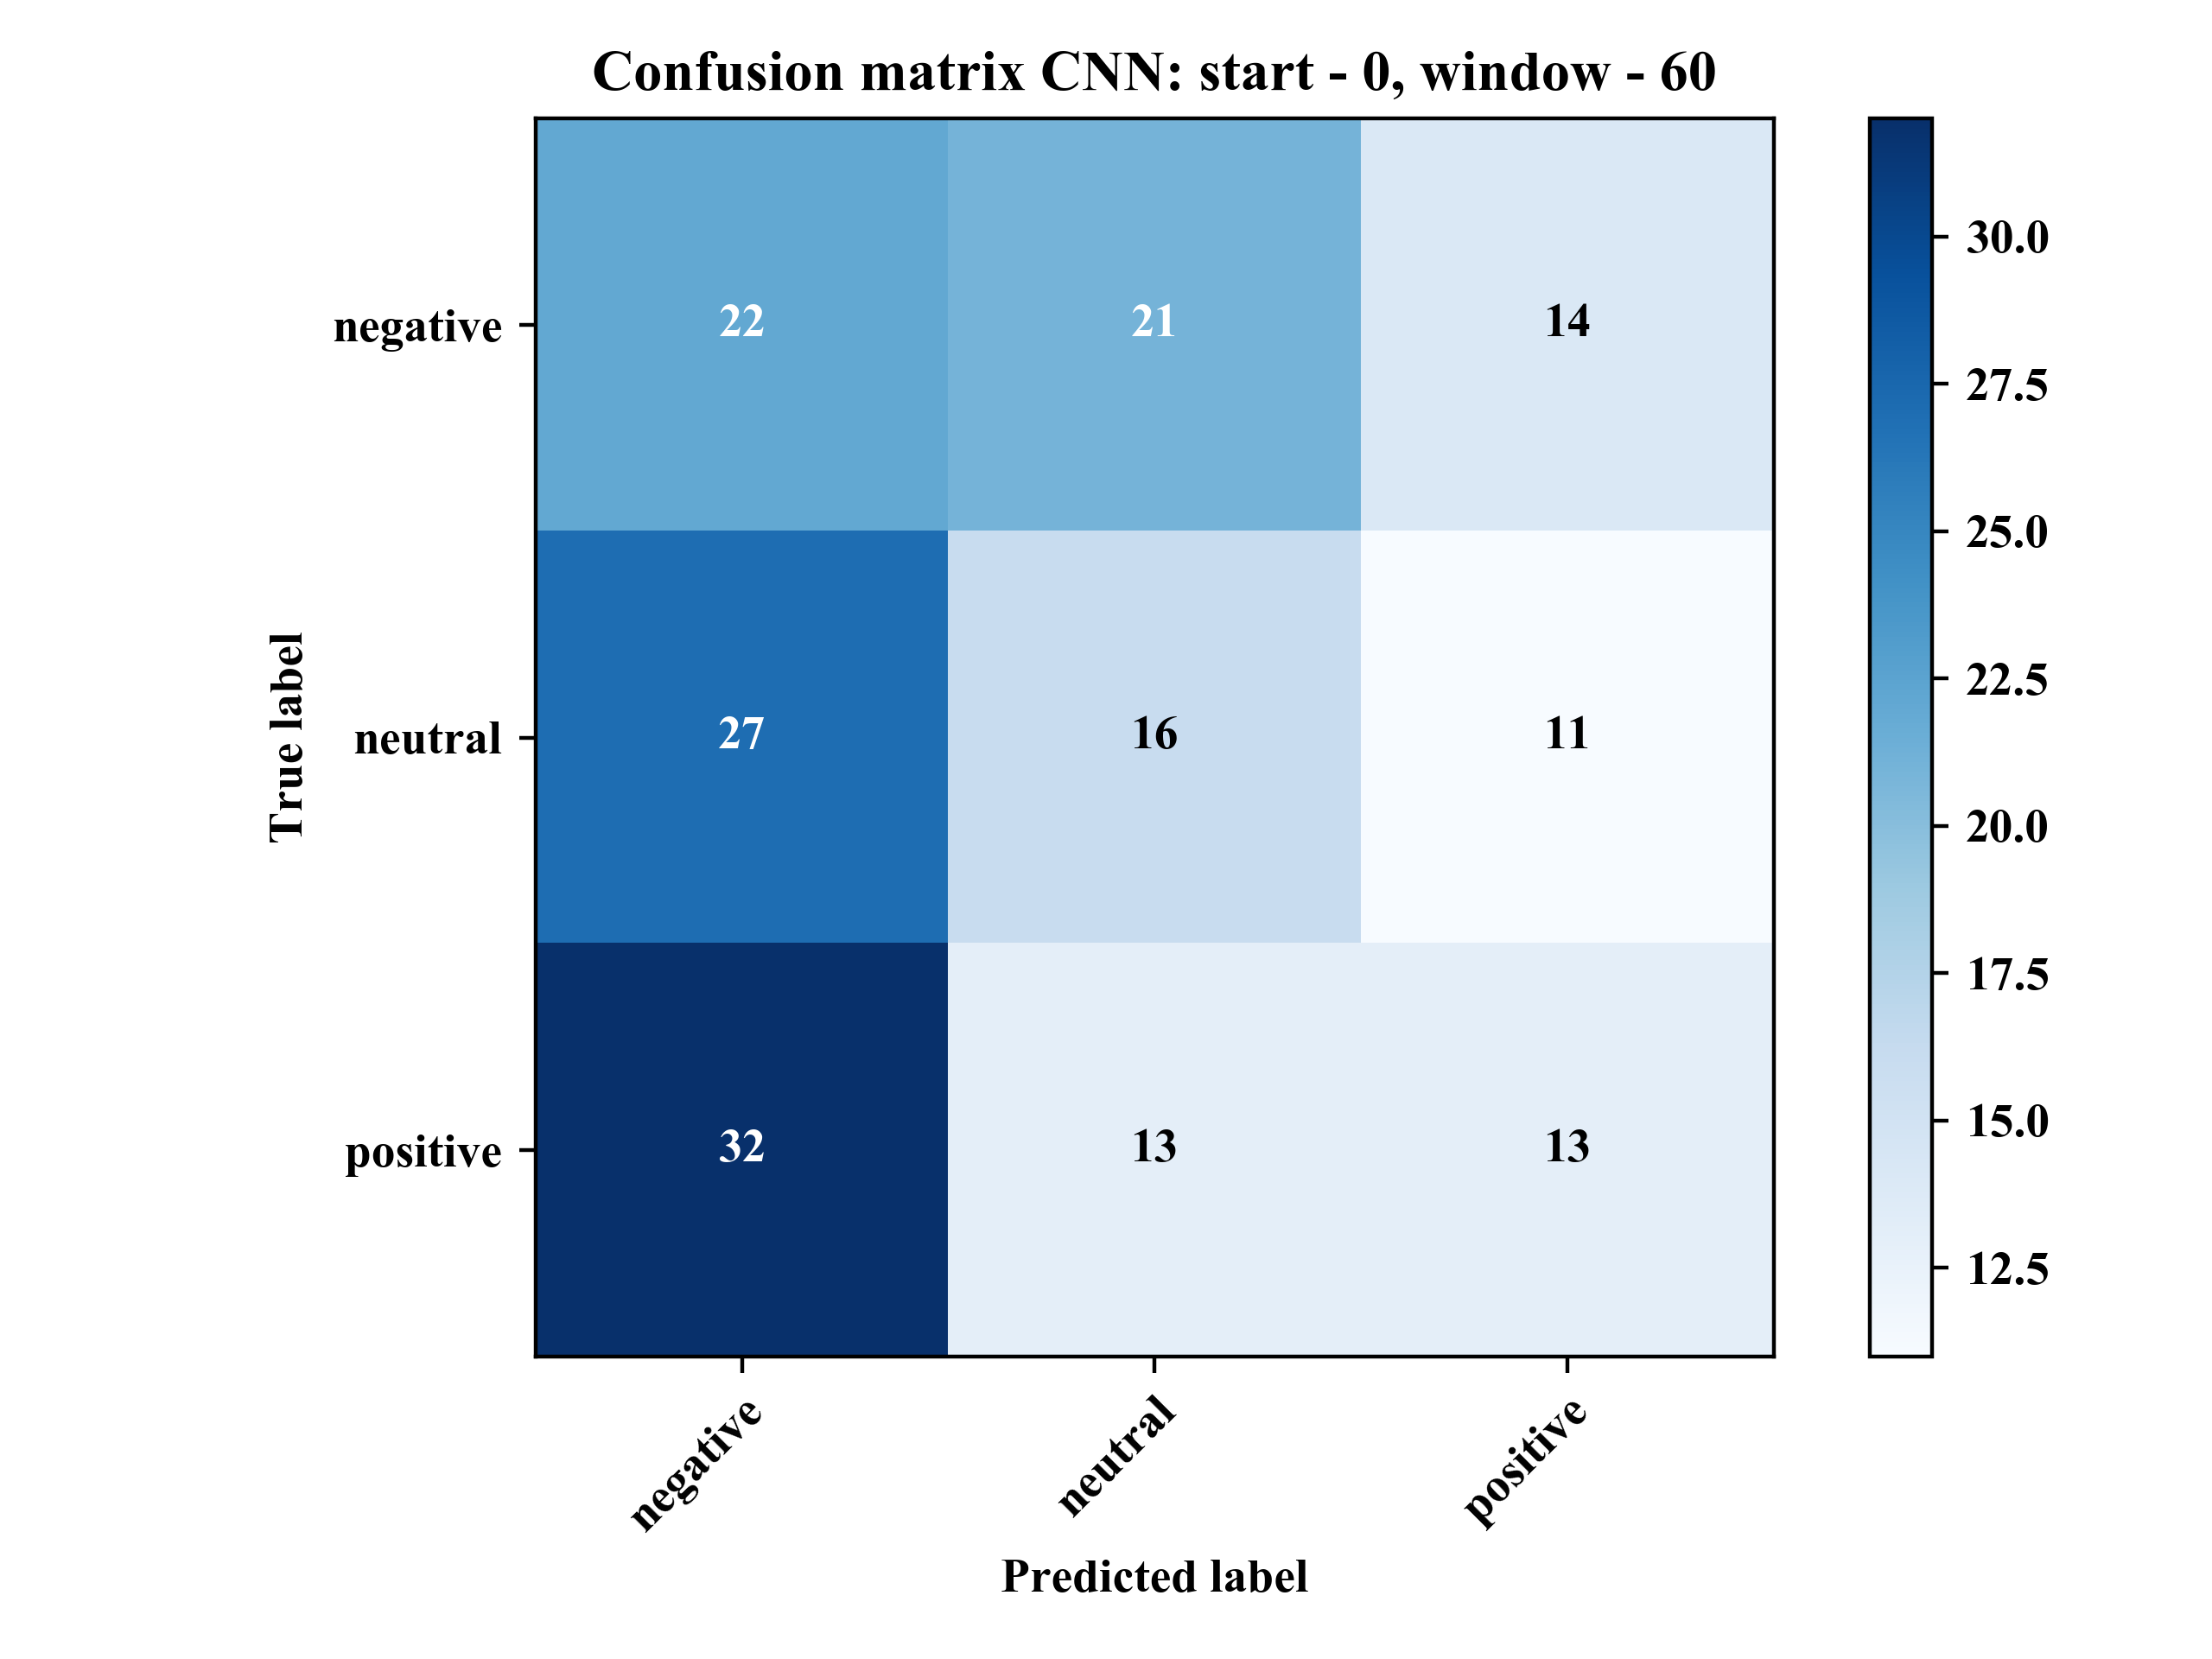 Confusion matrix CNN: start - 0, window - 60
negative 22 21 14
neutral 27 16 11
positive 32 13 13
True label
negative neutral positive
Predicted label
30.0
27.5
25.0
22.5
20.0
17.5
15.0
12.5